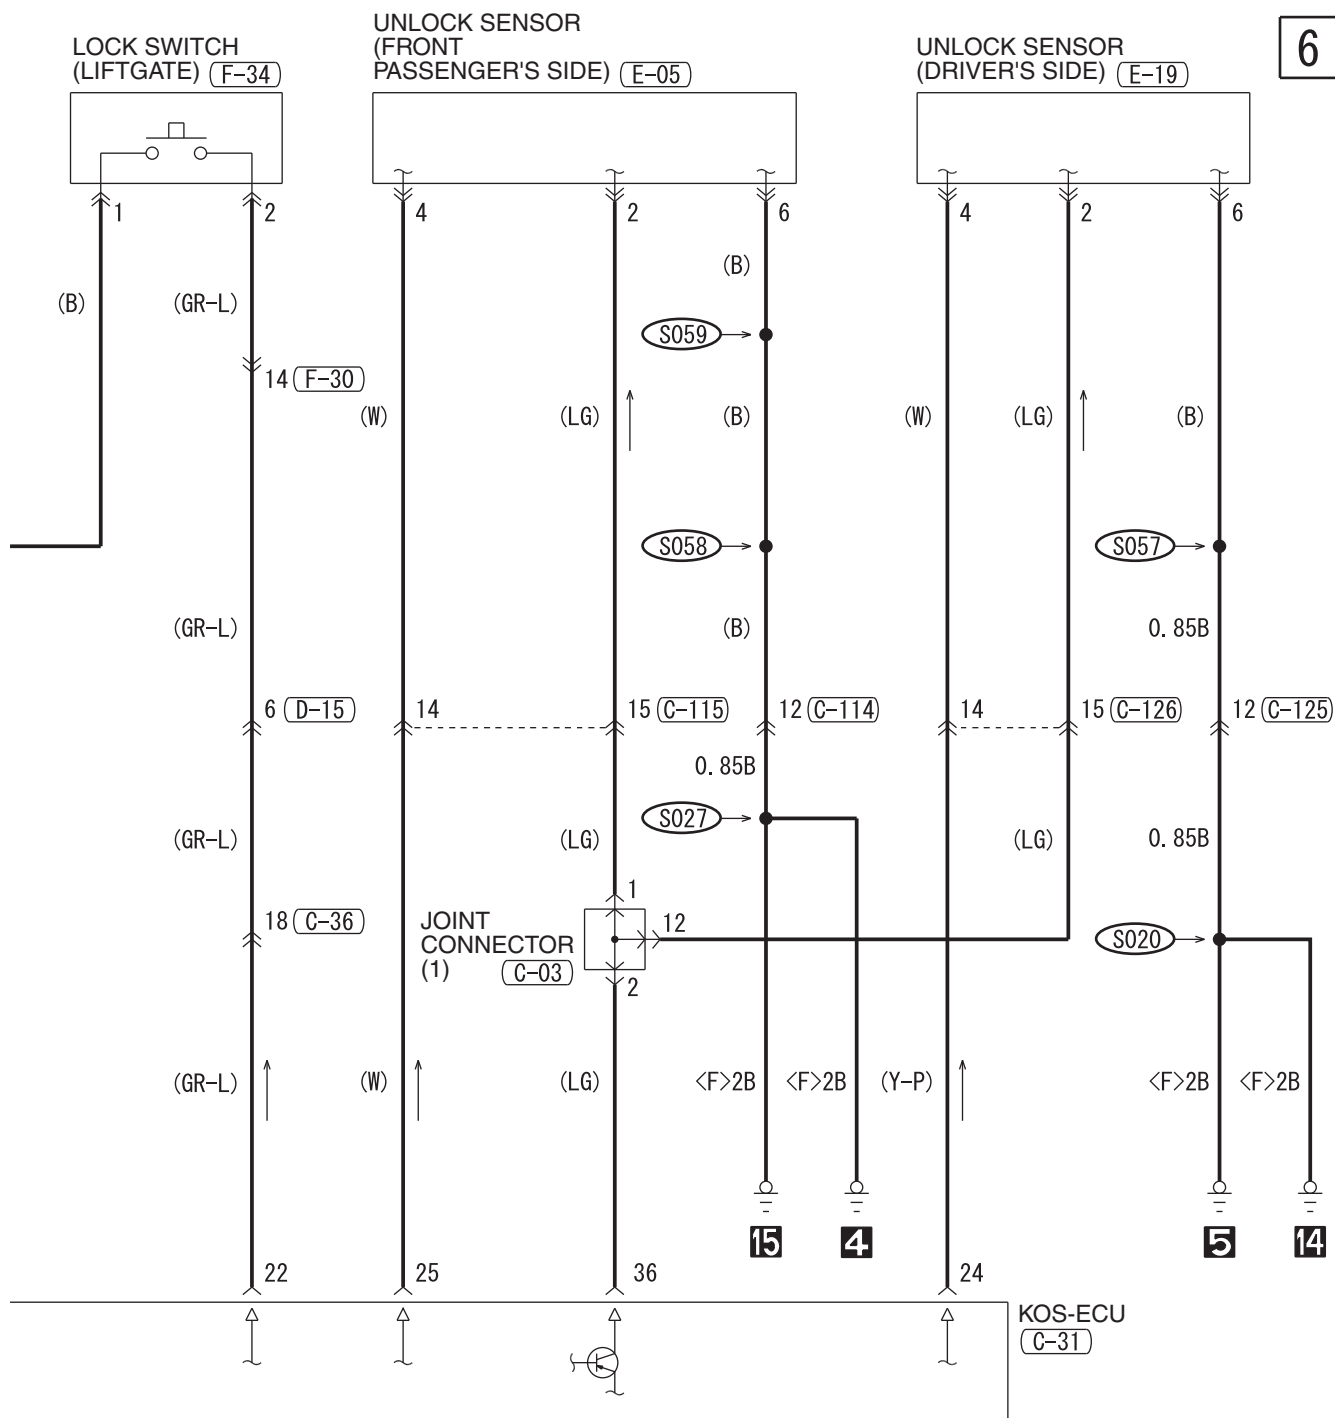 UNLOCK SENSOR
(FRONT
PASSENGER'S SIDE) E-05
LOCK SWITCH
(LIFTGATE) F-34
UNLOCK SENSOR
(DRIVER'S SIDE) E-19
6
1 2 4 2 6 4 2 6
(B)
(B) (GR-L)
S059
14 F-30
(W) (LG) (B) (W) (LG) (B)
S058 S057
(GR-L) (B) 0.85B
6 D-15 14 15 C-115 12 C-114 14 15 C-126 12 C-125
0.85B
S027
(GR-L) (LG) (LG) 0.85B
1
18 C-36 JOINT
CONNECTOR
(1) C-03
12
S020
2
(GR-L) (W) (LG) <F>2B <F>2B (Y-P) <F>2B <F>2B
15 4 5 14
22 25 36 24
KOS-ECU
C-31